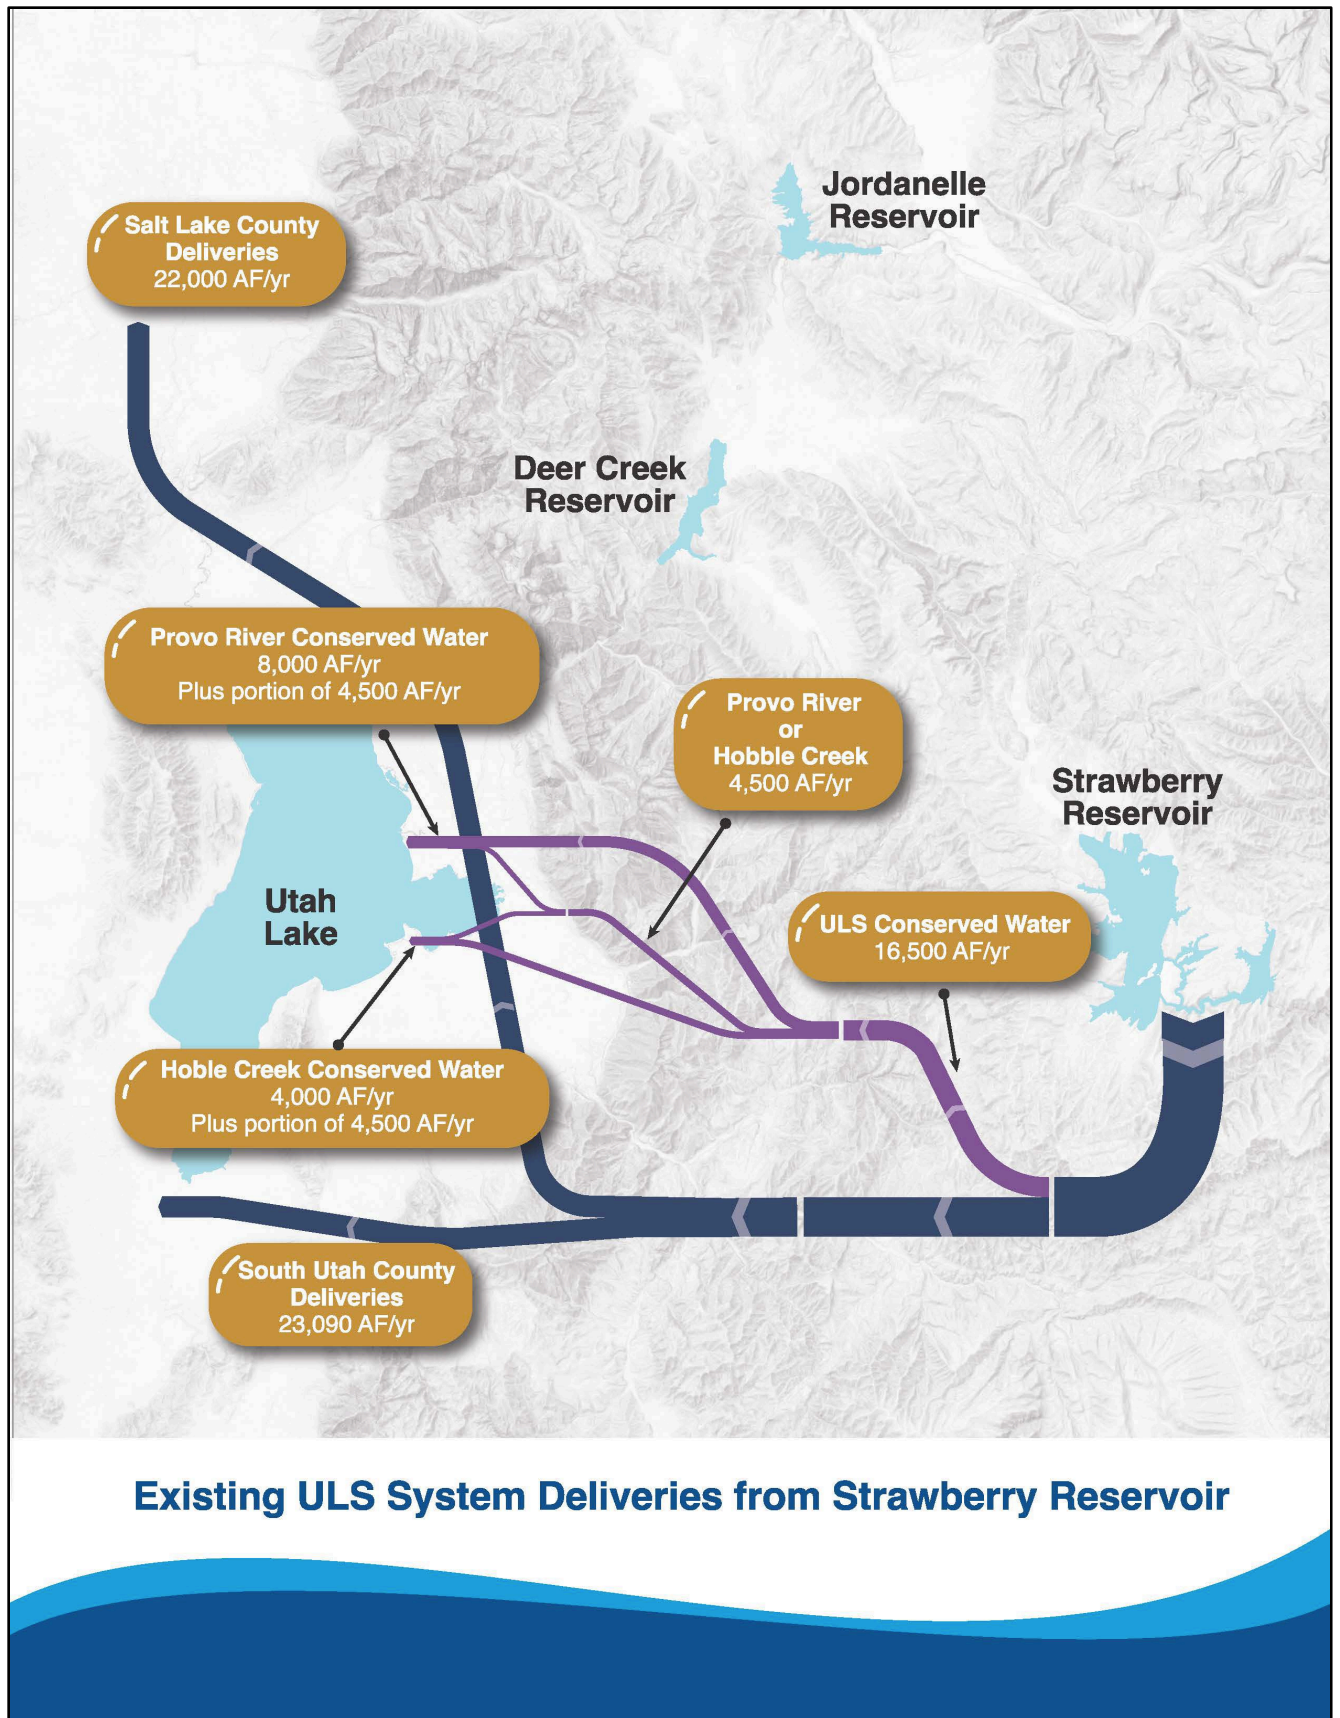 Jordanelle
Reservoir
Salt Lake County
Deliveries
22,000 AF/yr
Deer Creek
Reservoir
Provo River Conserved Water
8,000 AF/yr
Plus portion of 4,500 AF/yr
Provo River
or
Hobble Creek
4,500 AF/yr
Strawberry
Reservoir
Utah
Lake
ULS Conserved Water
16,500 AF/yr
Hoble Creek Conserved Water
4,000 AF/yr
Plus portion of 4,500 AF/yr
South Utah County
Deliveries
23,090 AF/yr
Existing ULS System Deliveries from Strawberry Reservoir